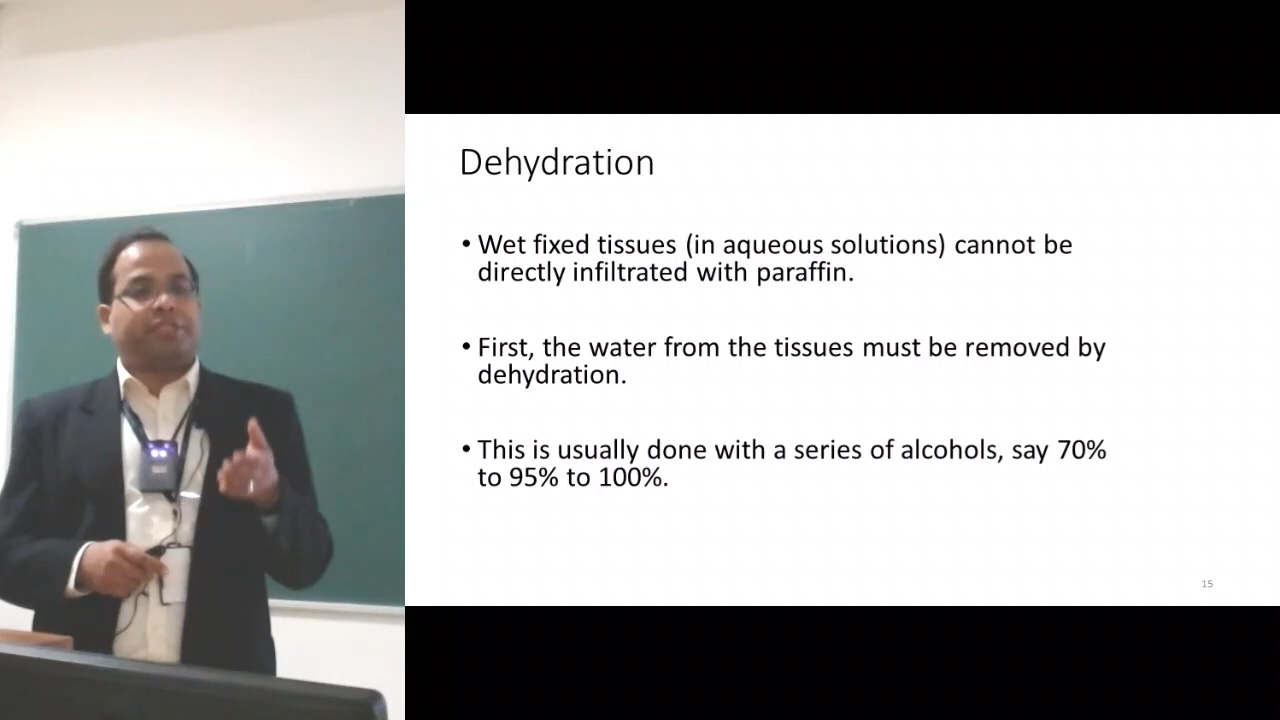 Dehydration
• Wet fixed tissues (in aqueous solutions) cannot be
directly infiltrated with paraffin.
• First, the water from the tissues must be removed by
dehydration.
• This is usually done with a series of alcohols, say 70%
to 95% to 100%.
15